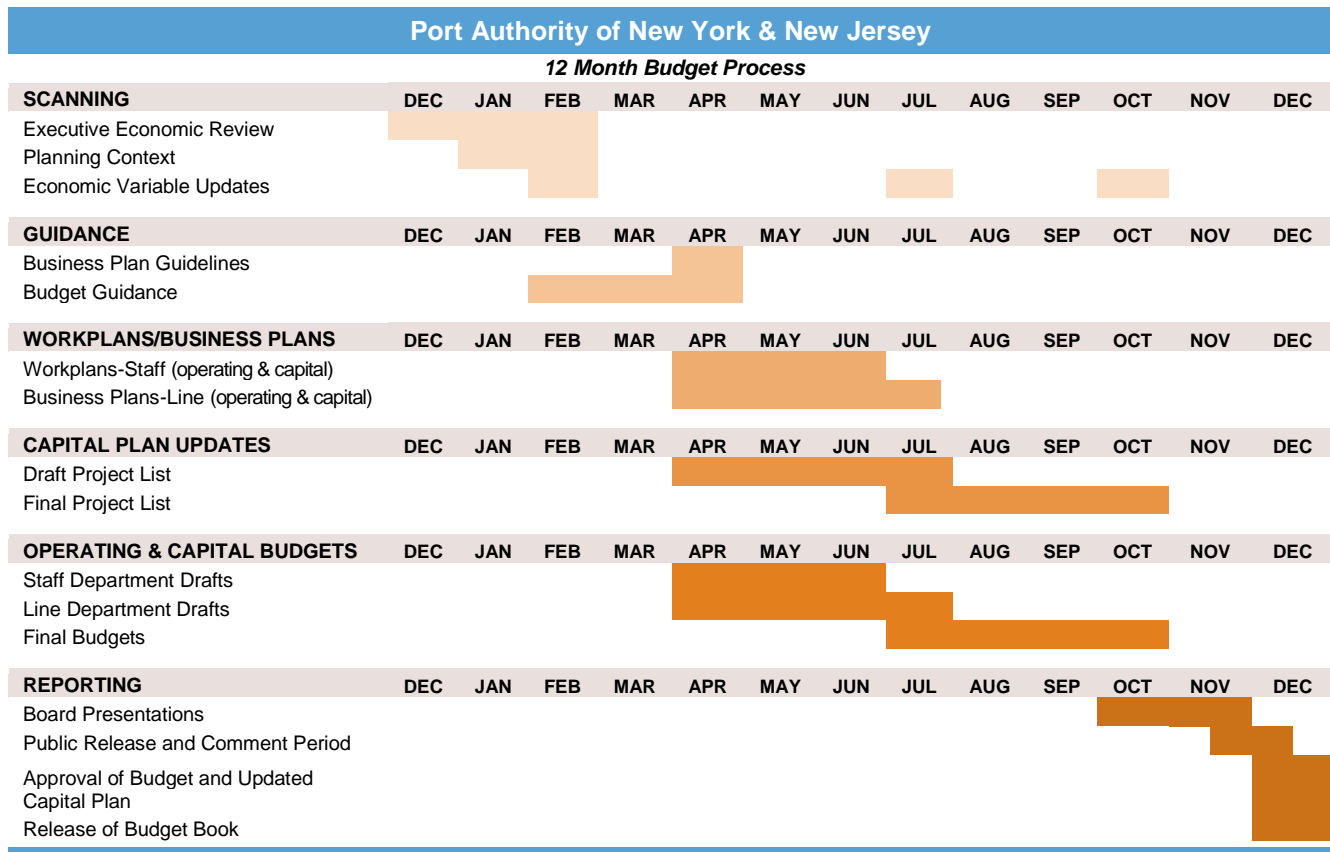 Port Authority of New York & New Jersey
12 Month Budget Process
SCANNING DEC JAN FEB MAR APR MAY JUN JUL AUG SEP OCT NOV DEC
Executive Economic Review
Planning Context
Economic Variable Updates
GUIDANCE DEC JAN FEB MAR APR MAY JUN JUL AUG SEP OCT NOV DEC
Business Plan Guidelines
Budget Guidance
WORKPLANS/BUSINESS PLANS DEC JAN FEB MAR APR MAY JUN JUL AUG SEP OCT NOV DEC
Workplans-Staff (operating & capital)
Business Plans-Line (operating & capital)
CAPITAL PLAN UPDATES DEC JAN FEB MAR APR MAY JUN JUL AUG SEP OCT NOV DEC
Draft Project List
Final Project List
OPERATING & CAPITAL BUDGETS DEC JAN FEB MAR APR MAY JUN JUL AUG SEP OCT NOV DEC
Staff Department Drafts
Line Department Drafts
Final Budgets
REPORTING DEC JAN FEB MAR APR MAY JUN JUL AUG SEP OCT NOV DEC
Board Presentations
Public Release and Comment Period
Approval of Budget and Updated
Capital Plan
Release of Budget Book